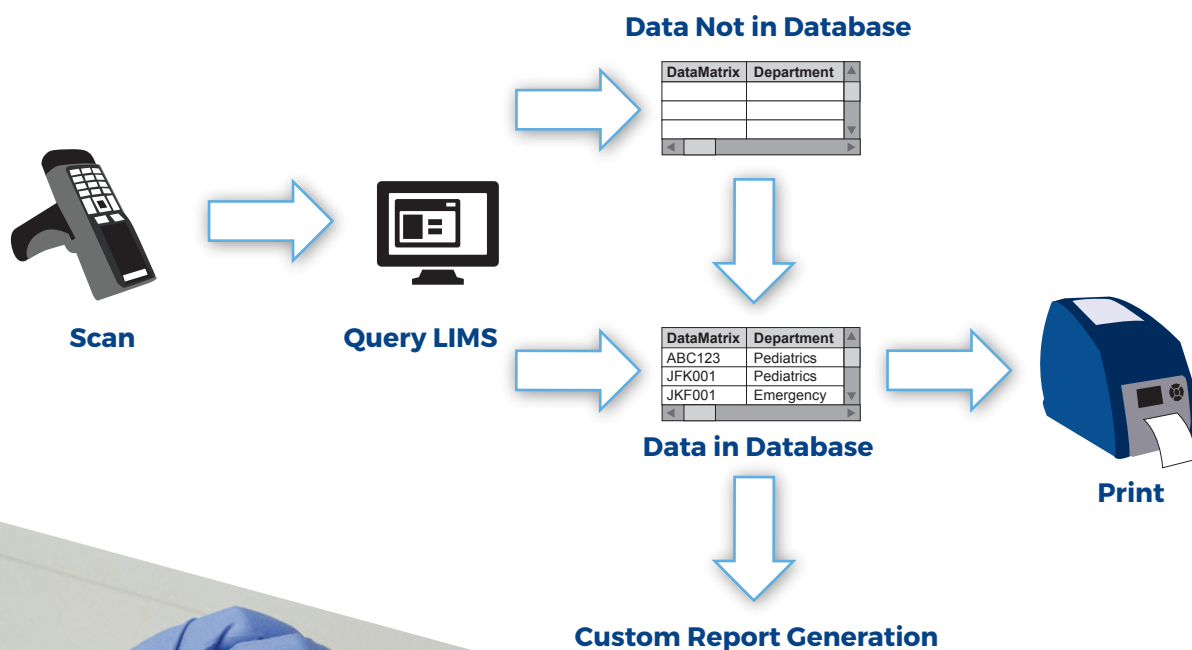 Data Not in Database
DataMatrix Department
Scan
Query LIMS
DataMatrix Department
ABC123 Pediatrics
JFK001 Pediatrics
JKF001 Emergency
Data in Database
Print
Custom Report Generation